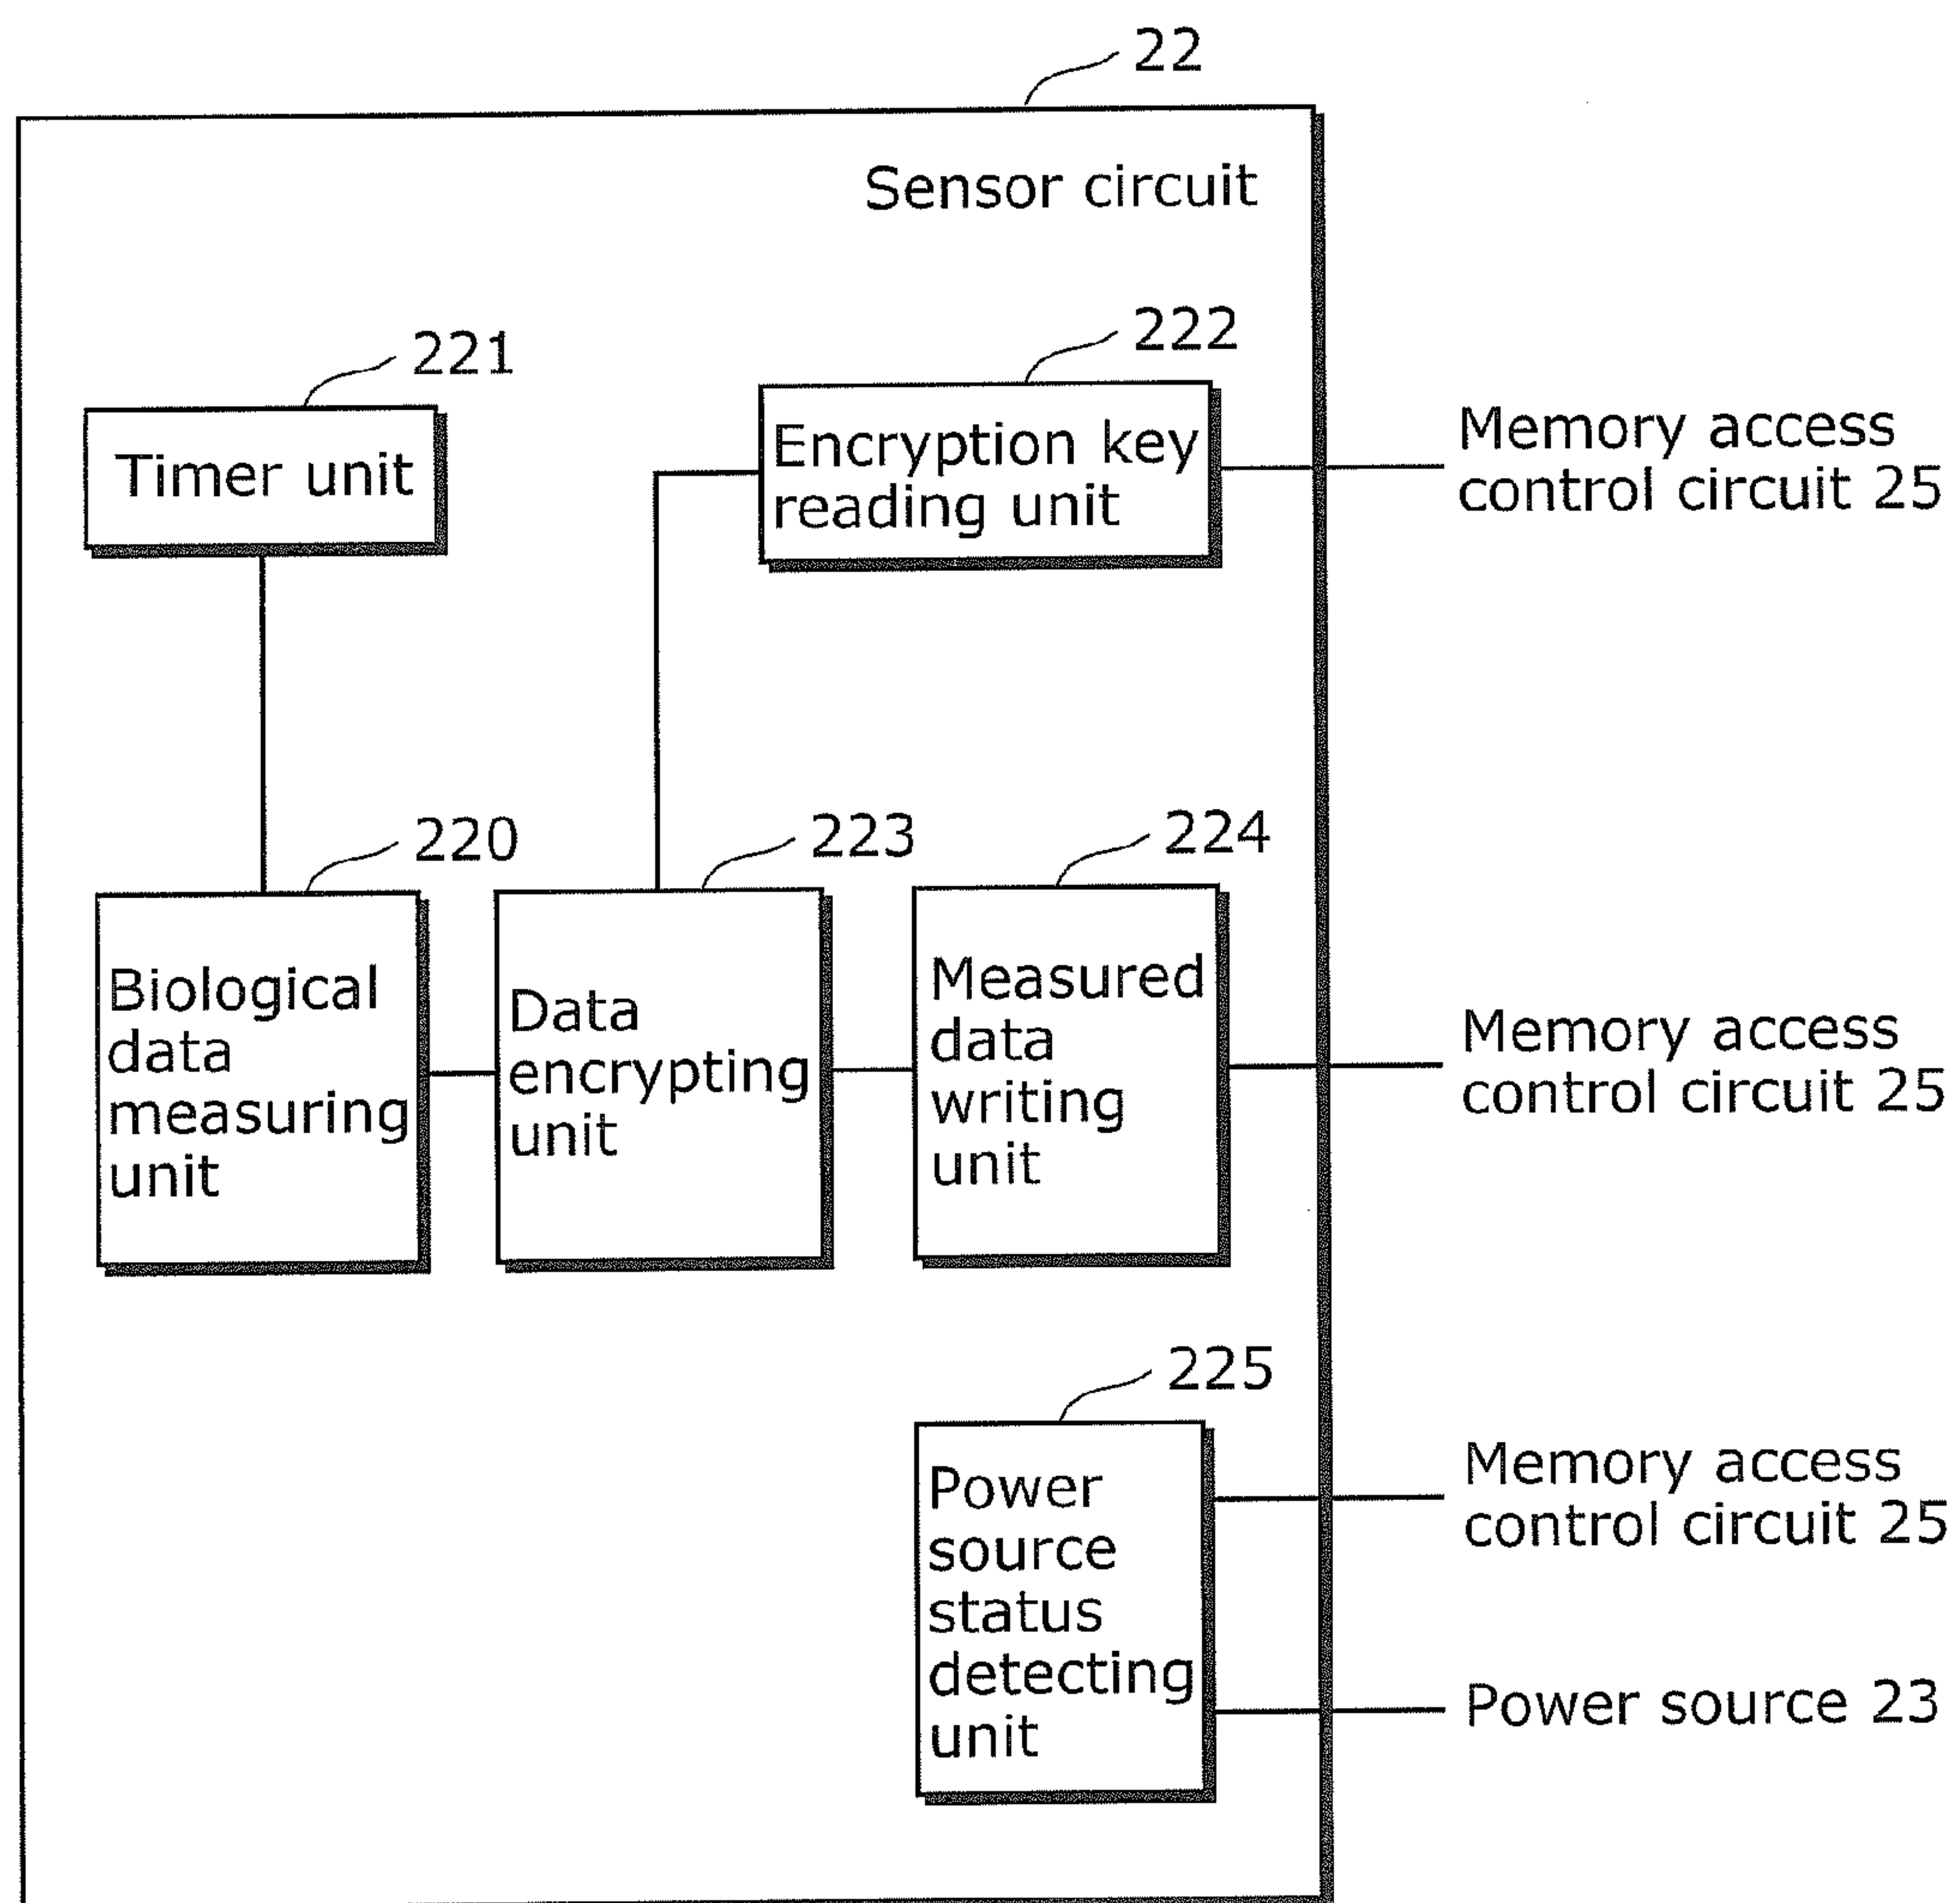 22
Sensor circuit
221
Timer unit
222
Encryption key
reading unit
Memory access
control circuit 25
220
Biological
data
measuring
unit
223
Data
encrypting
unit
224
Measured
data
writing
unit
Memory access
control circuit 25
225
Power
source
status
detecting
unit
Memory access
control circuit 25
Power source 23